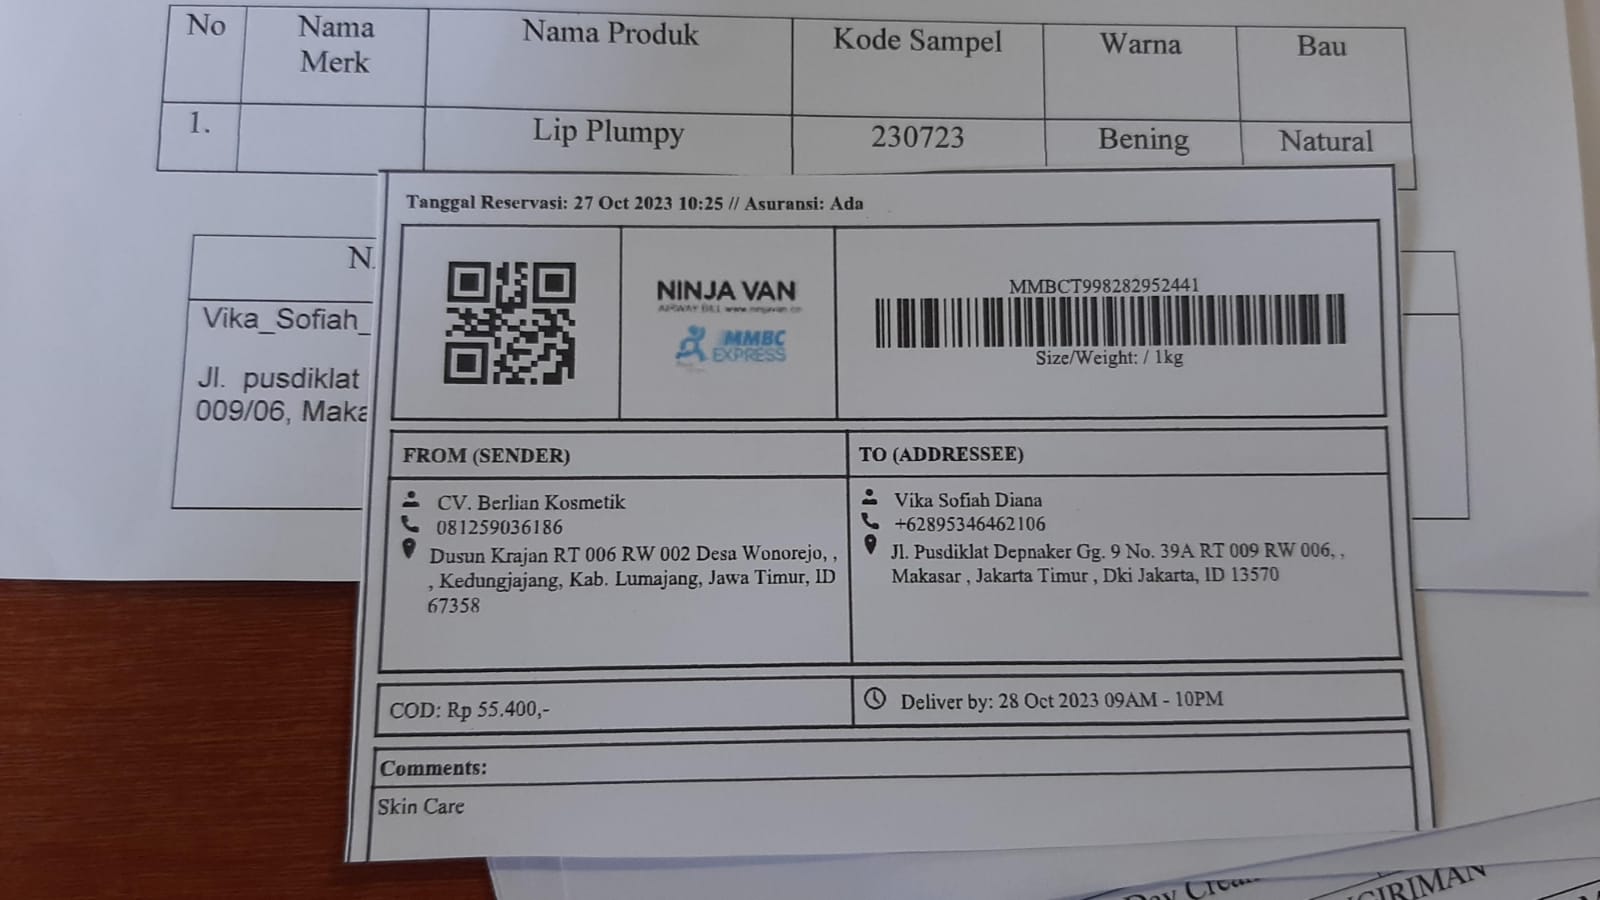 No
Nama
Merk
Nama Produk
Kode Sampel
Warna
Bau
1.
Lip Plumpy
230723
Bening
Natural
Tanggal Reservasi: 27 Oct 2023 10:25 // Asuransi: Ada
NINJA VAN
AIRWAY BILL www.ninjavan.co
MMBC
EXPRESS
MMBCT998282952441
Size/Weight: / 1kg
Vika_Sofiah_
Jl. pusdiklat
009/06, Maka
FROM (SENDER)
CV. Berlian Kosmetik
081259036186
Dusun Krajan RT 006 RW 002 Desa Wonorejo, ,
, Kedungjajang, Kab. Lumajang, Jawa Timur, ID
67358
TO (ADDRESSEE)
Vika Sofiah Diana
+62895346462106
Jl. Pusdiklat Depnaker Gg. 9 No. 39A RT 009 RW 006, ,
Makasar , Jakarta Timur , Dki Jakarta, ID 13570
COD: Rp 55.400,-
Deliver by: 28 Oct 2023 09AM - 10PM
Comments:
Skin Care